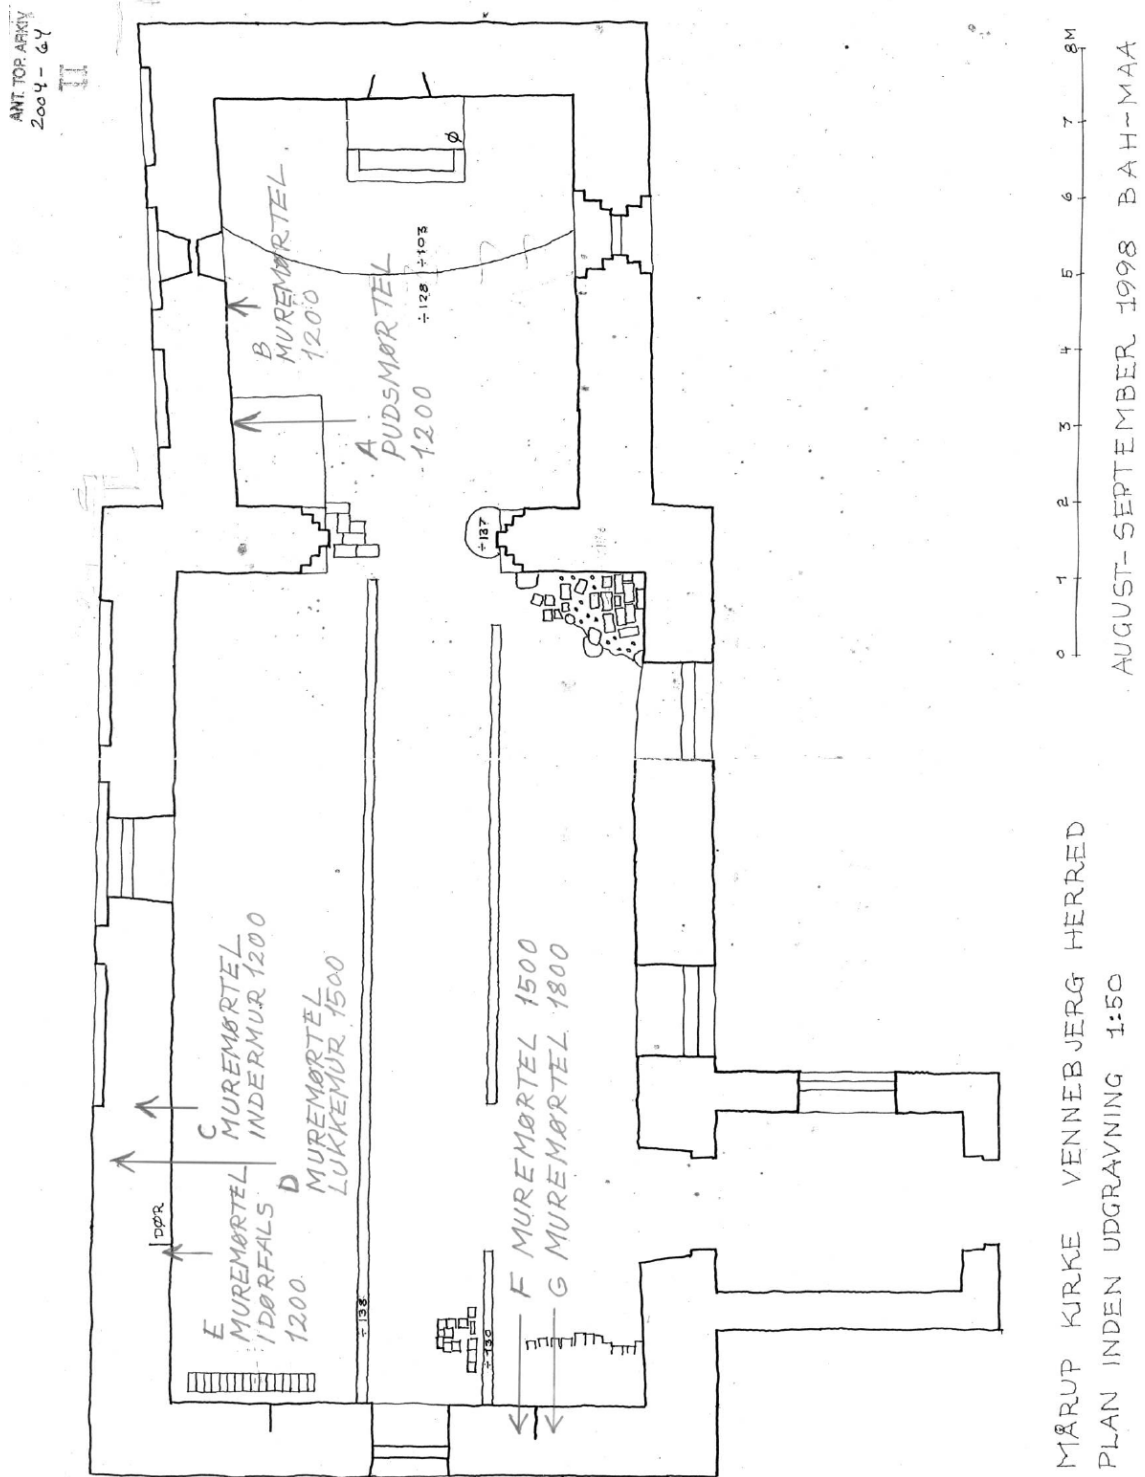 ANT. TOP. ARKIV
2004 - 64
II
B
MUREMØRTEL.
1200
A
PUDSMØRTEL
1200
÷128 ÷103
Ø
÷137
C
MUREMØRTEL
INDERMUR 1200
D
MUREMØRTEL
LUKKEMUR 1500
E
MUREMØRTEL
I DØRFALS
1200
DØR
F MUREMØRTEL 1500
G MUREMØRTEL 1800
÷138
÷130
0 1 2 3 4 5 6 7 8M
MÅRUP KIRKE VENNEBJERG HERRED
PLAN INDEN UDGRAVNING 1:50
AUGUST-SEPTEMBER 1998 BAH-MAA